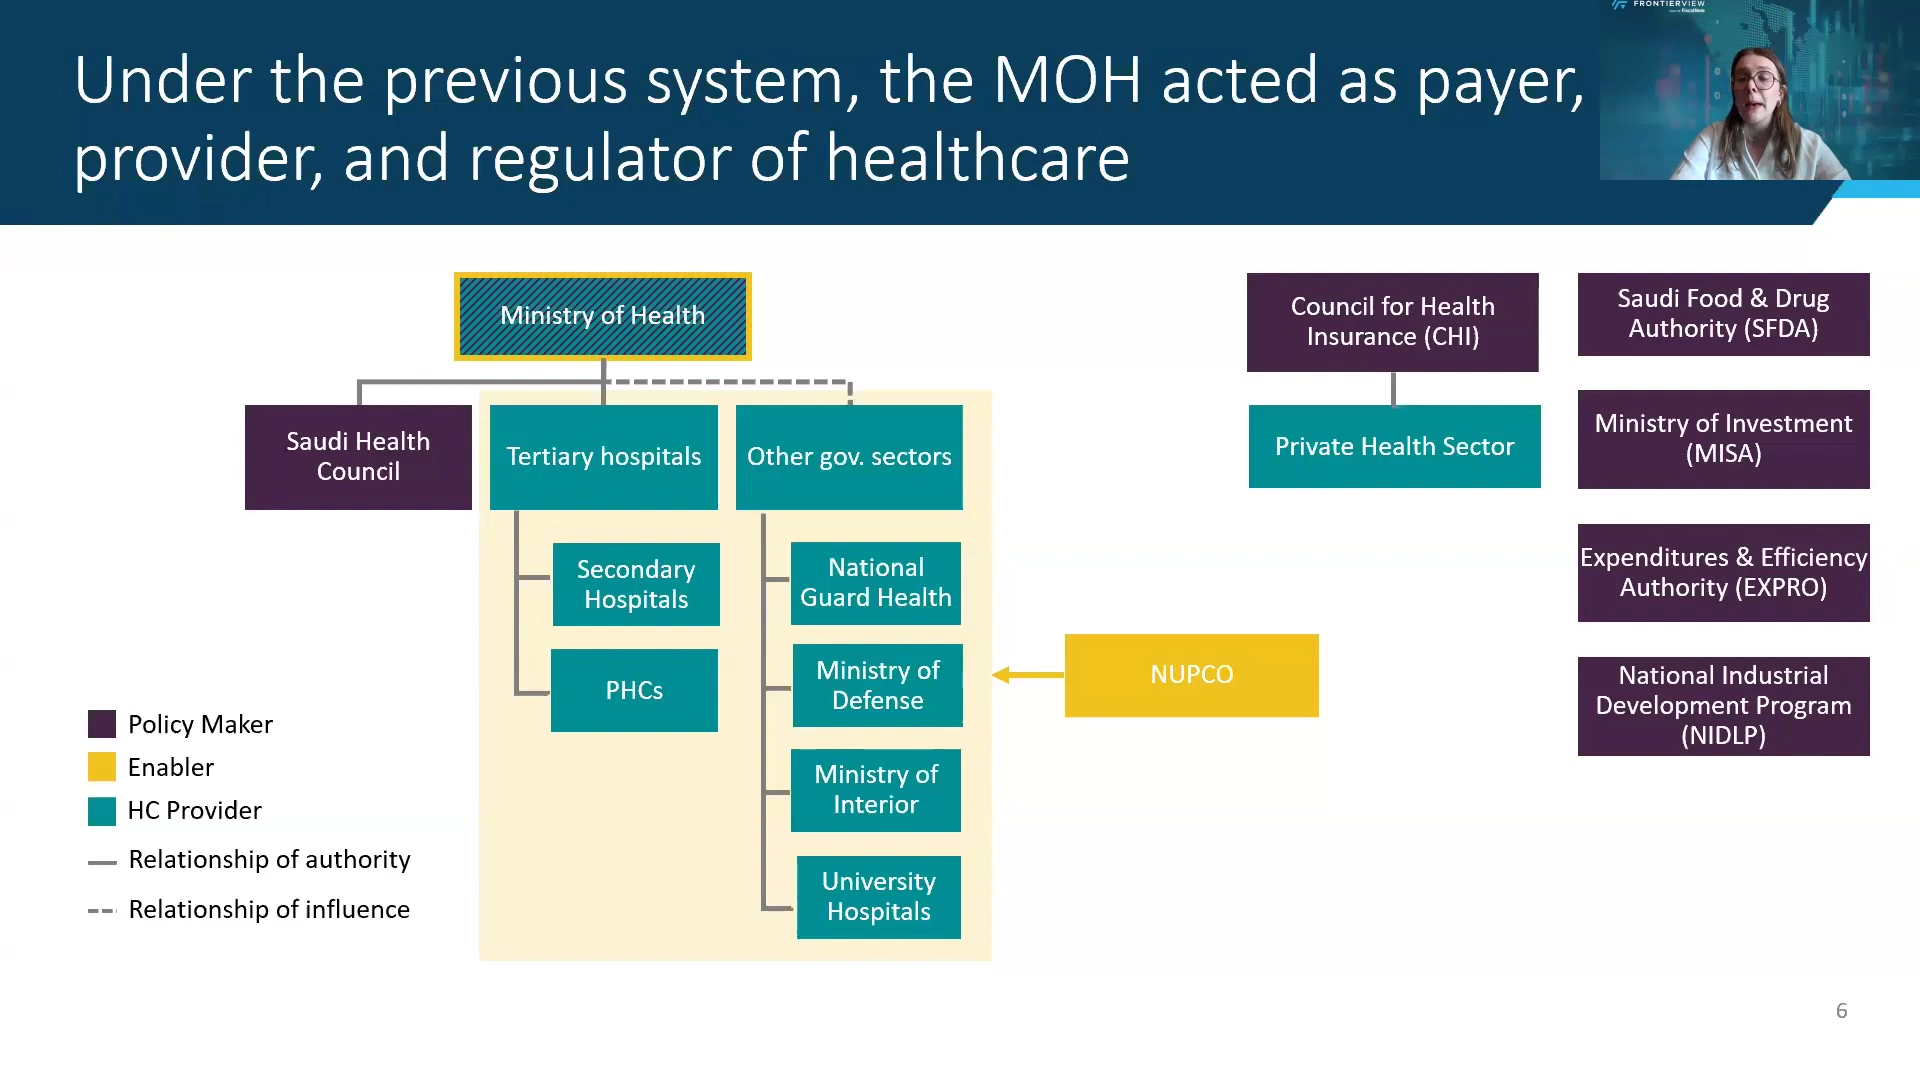 FRONTIERVIEW
Under the previous system, the MOH acted as payer,
provider, and regulator of healthcare
Ministry of Health
Saudi Health
Council
Tertiary hospitals
Other gov. sectors
Secondary
Hospitals
PHCs
National
Guard Health
Ministry of
Defense
Ministry of
Interior
University
Hospitals
NUPCO
Council for Health
Insurance (CHI)
Private Health Sector
Saudi Food & Drug
Authority (SFDA)
Ministry of Investment
(MISA)
Expenditures & Efficiency
Authority (EXPRO)
National Industrial
Development Program
(NIDLP)
Policy Maker
Enabler
HC Provider
Relationship of authority
Relationship of influence
6